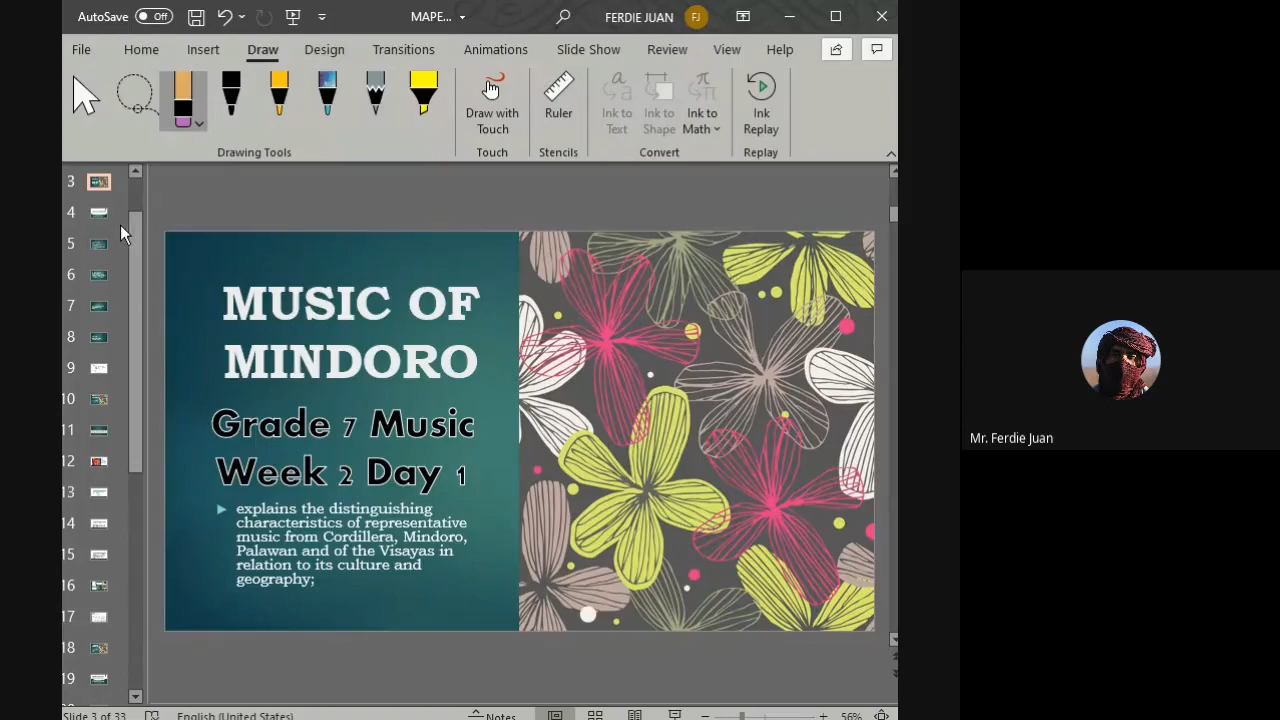 AutoSave Off MAPE... FERDIE JUAN FJ
File Home Insert Draw Design Transitions Animations Slide Show Review View Help
Draw with Touch
Ruler
Ink to Text
Ink to Shape
Ink to Math
Ink Replay
Drawing Tools Touch Stencils Convert Replay
3
4
5
6
7
8
9
10
11
12
13
14
15
16
17
18
19
MUSIC OF
MINDORO
Grade 7 Music
Week 2 Day 1
explains the distinguishing
characteristics of representative
music from Cordillera, Mindoro,
Palawan and of the Visayas in
relation to its culture and
geography;
Mr. Ferdie Juan
Slide 3 of 33 English (United States) Notes 56%